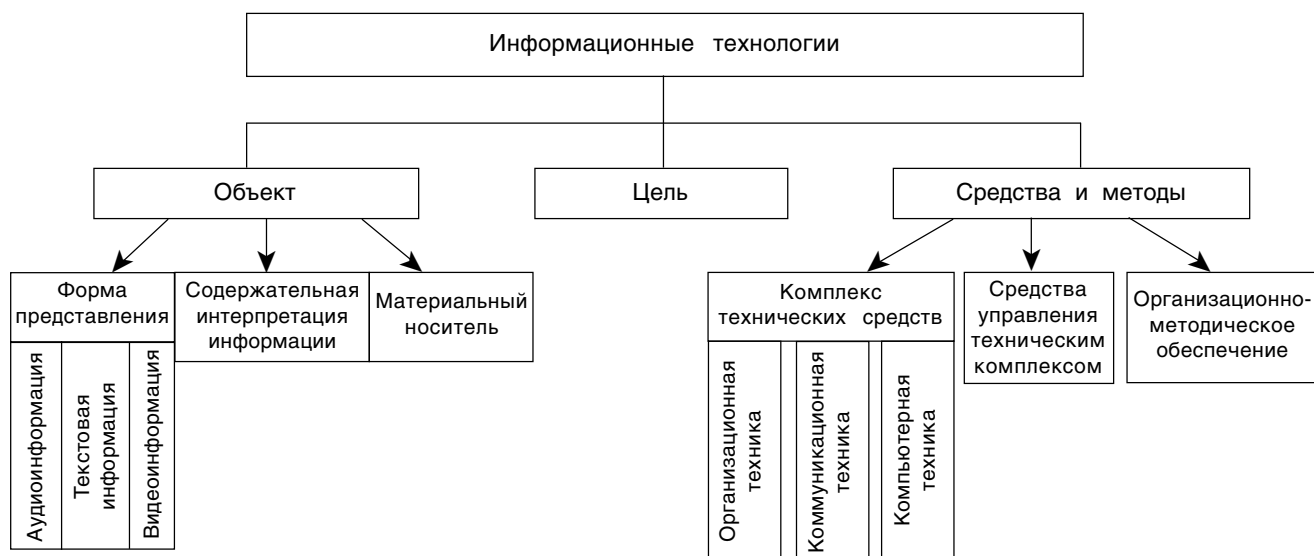 Информационные технологии
Объект
Цель
Средства и методы
Форма
представления
Содержательная
интерпретация
информации
Материальный
носитель
Комплекс
технических средств
Средства
управления
техническим
комплексом
Организационно-
методическое
обеспечение
Аудиоинформация
Текстовая
информация
Видеоинформация
Организационная
техника
Коммуникационная
техника
Компьютерная
техника